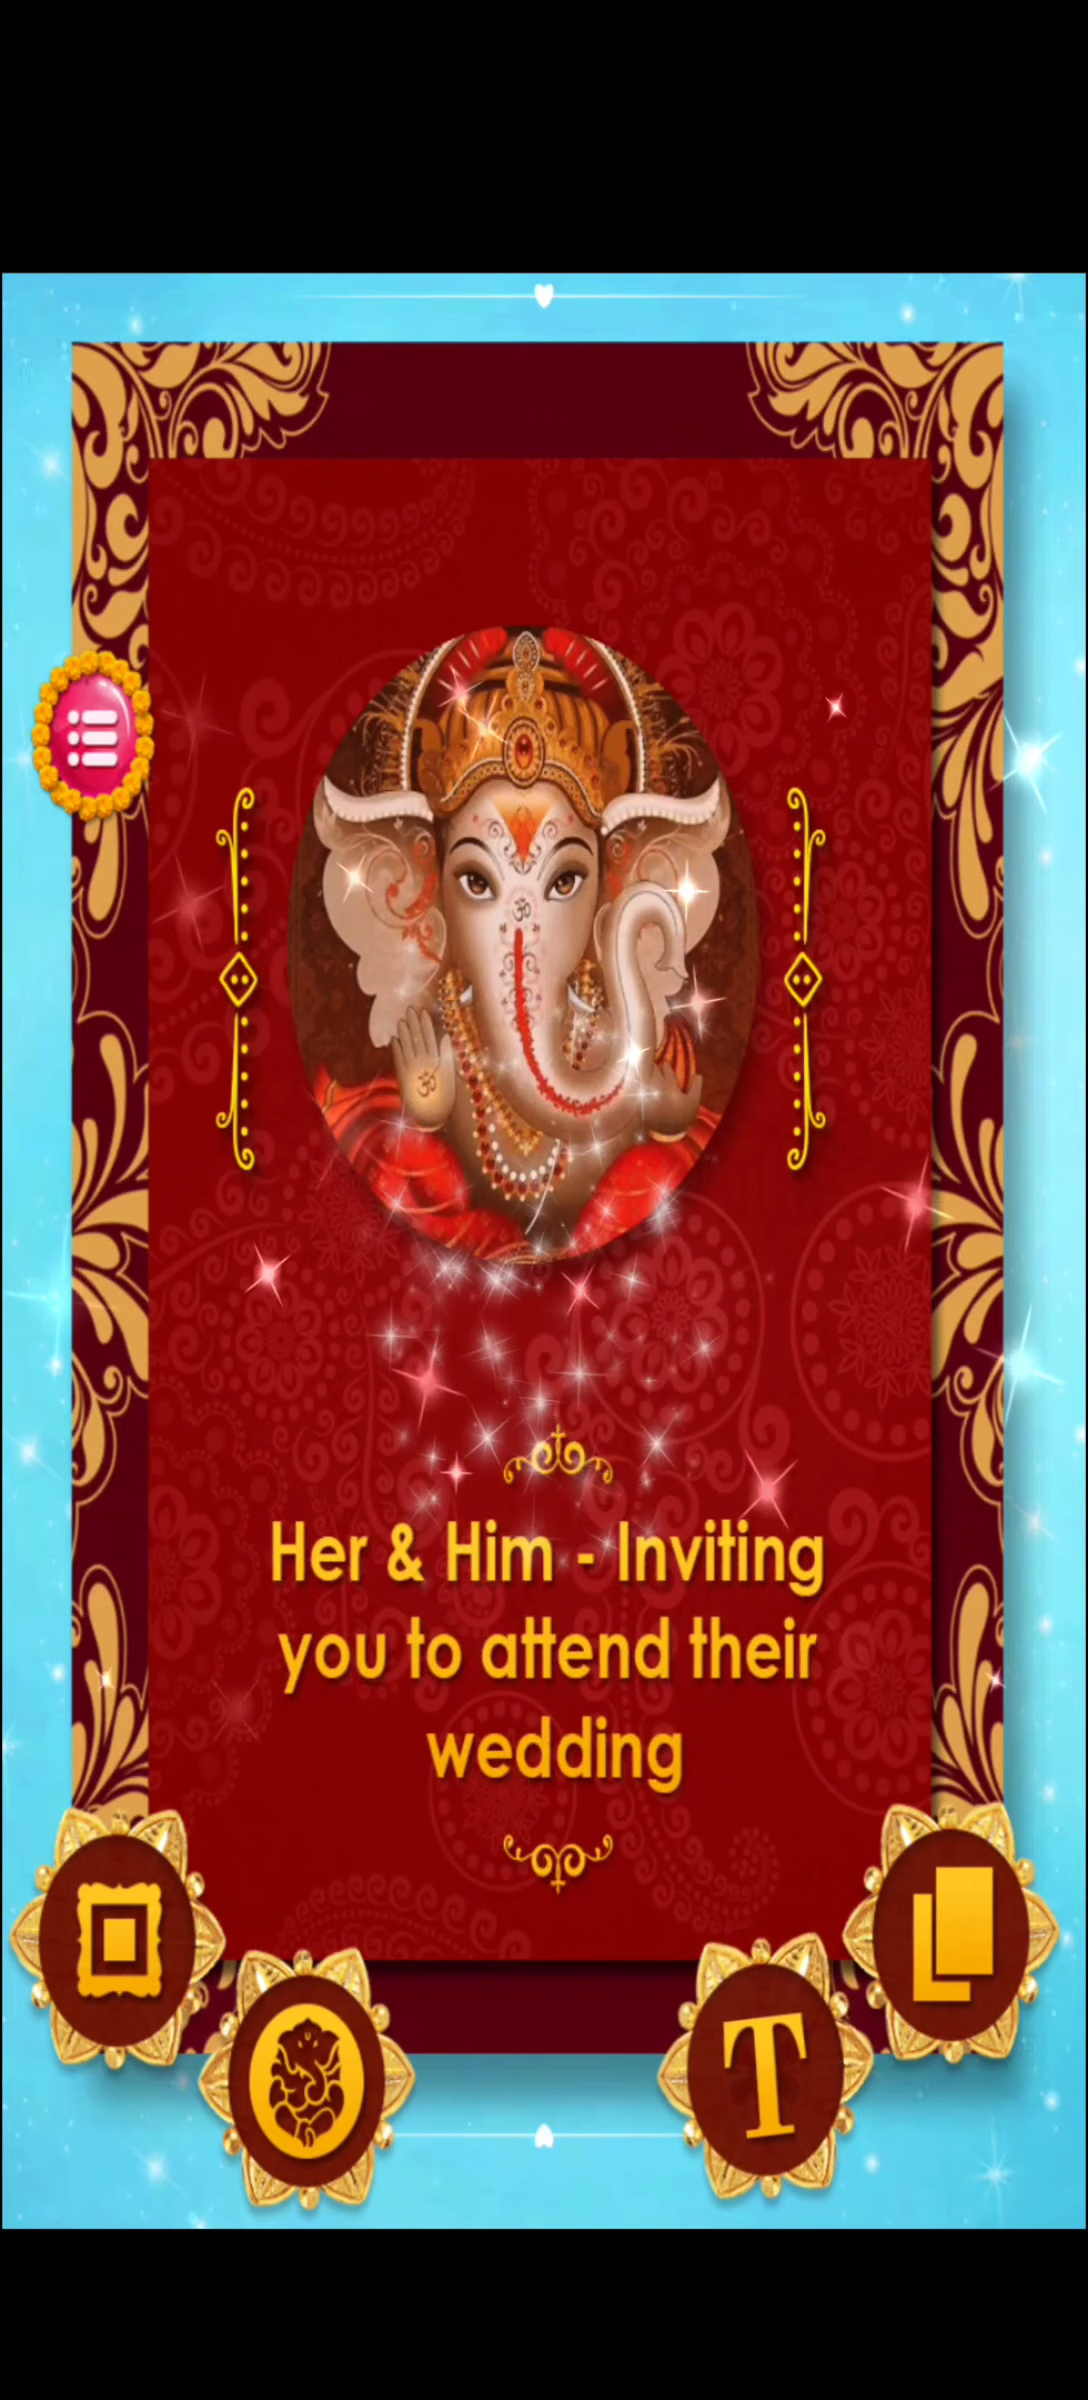 ॐ
ॐ
Her & Him - Inviting
you to attend their
wedding
T